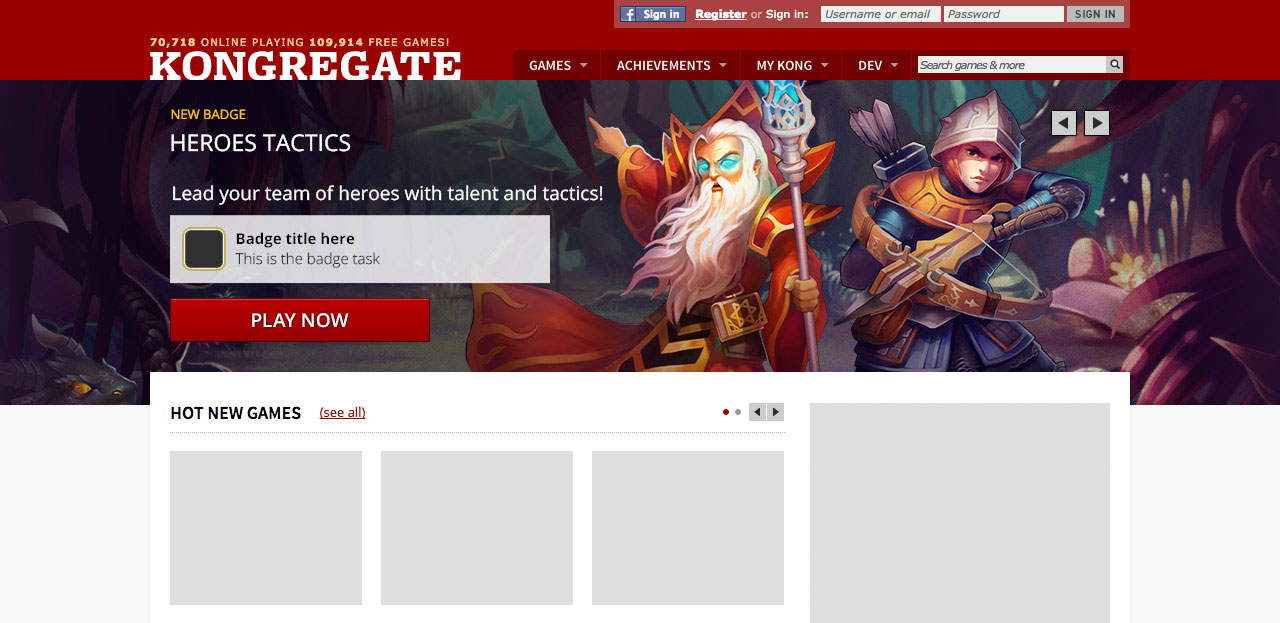 Sign in Register or Sign in: Username or email Password SIGN IN
70,718 ONLINE PLAYING 109,914 FREE GAMES!
KONGREGATE
GAMES ACHIEVEMENTS MY KONG DEV Search games & more
NEW BADGE
HEROES TACTICS
Lead your team of heroes with talent and tactics!
Badge title here
This is the badge task
PLAY NOW
HOT NEW GAMES (see all)